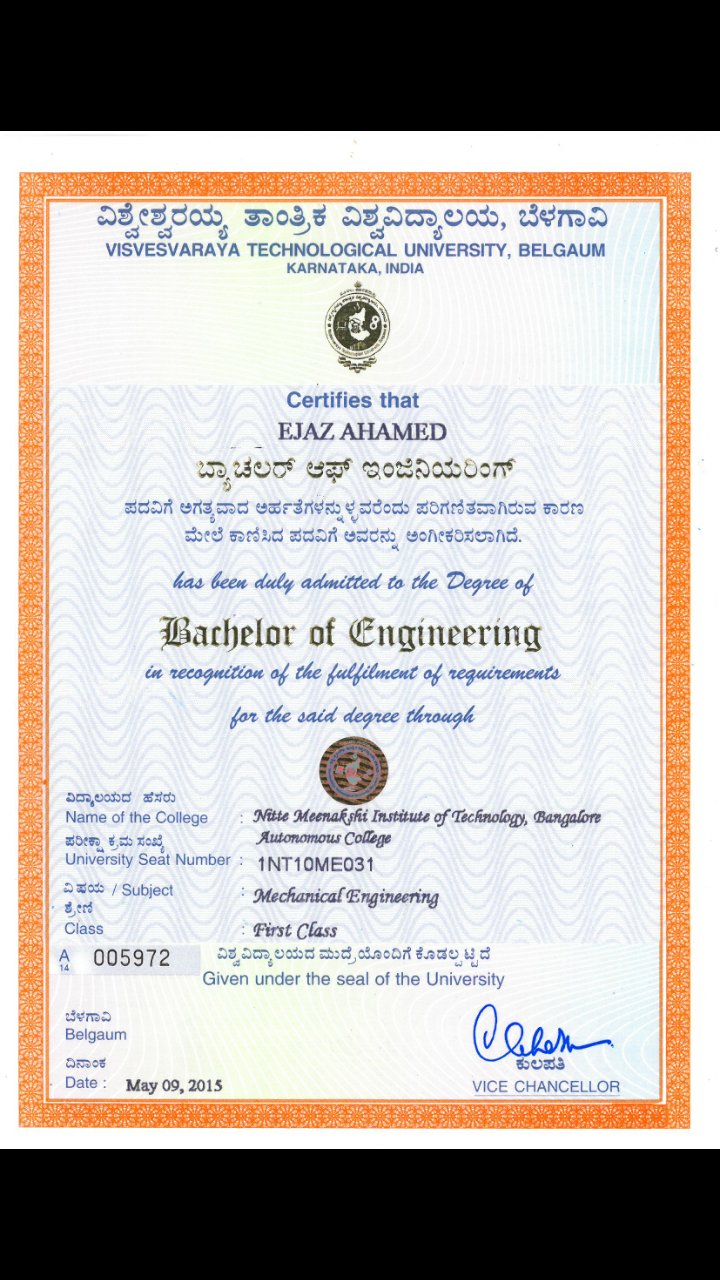 ವಿಶ್ವೇಶ್ವರಯ್ಯ ತಾಂತ್ರಿಕ ವಿಶ್ವವಿದ್ಯಾಲಯ, ಬೆಳಗಾವಿ
VISVESVARAYA TECHNOLOGICAL UNIVERSITY, BELGAUM
KARNATAKA, INDIA
Certifies that
EJAZ AHAMED
ಬ್ಯಾಚಲರ್ ಆಫ್ ಇಂಜಿನಿಯರಿಂಗ್
ಪದವಿಗೆ ಅಗತ್ಯವಾದ ಅರ್ಹತೆಗಳನ್ನುಳ್ಳವರೆಂದು ಪರಿಗಣಿತವಾಗಿರುವ ಕಾರಣ
ಮೇಲೆ ಕಾಣಿಸಿದ ಪದವಿಗೆ ಅವರನ್ನು ಅಂಗೀಕರಿಸಲಾಗಿದೆ.
has been duly admitted to the Degree of
Bachelor of Engineering
in recognition of the fulfilment of requirements
for the said degree through
ವಿದ್ಯಾಲಯದ ಹೆಸರು
Name of the College : Nitte Meenakshi Institute of Technology, Bangalore
Autonomous College
ಪರೀಕ್ಷಾ ಕ್ರಮ ಸಂಖ್ಯೆ
University Seat Number : 1NT10ME031
ವಿಷಯ / Subject : Mechanical Engineering
ಶ್ರೇಣಿ
Class : First Class
A 14 005972 ವಿಶ್ವವಿದ್ಯಾಲಯದ ಮುದ್ರೆಯೊಂದಿಗೆ ಕೊಡಲ್ಪಟ್ಟಿದೆ
Given under the seal of the University
ಬೆಳಗಾವಿ
Belgaum
ದಿನಾಂಕ
Date : May 09, 2015
ಕುಲಪತಿ
VICE CHANCELLOR